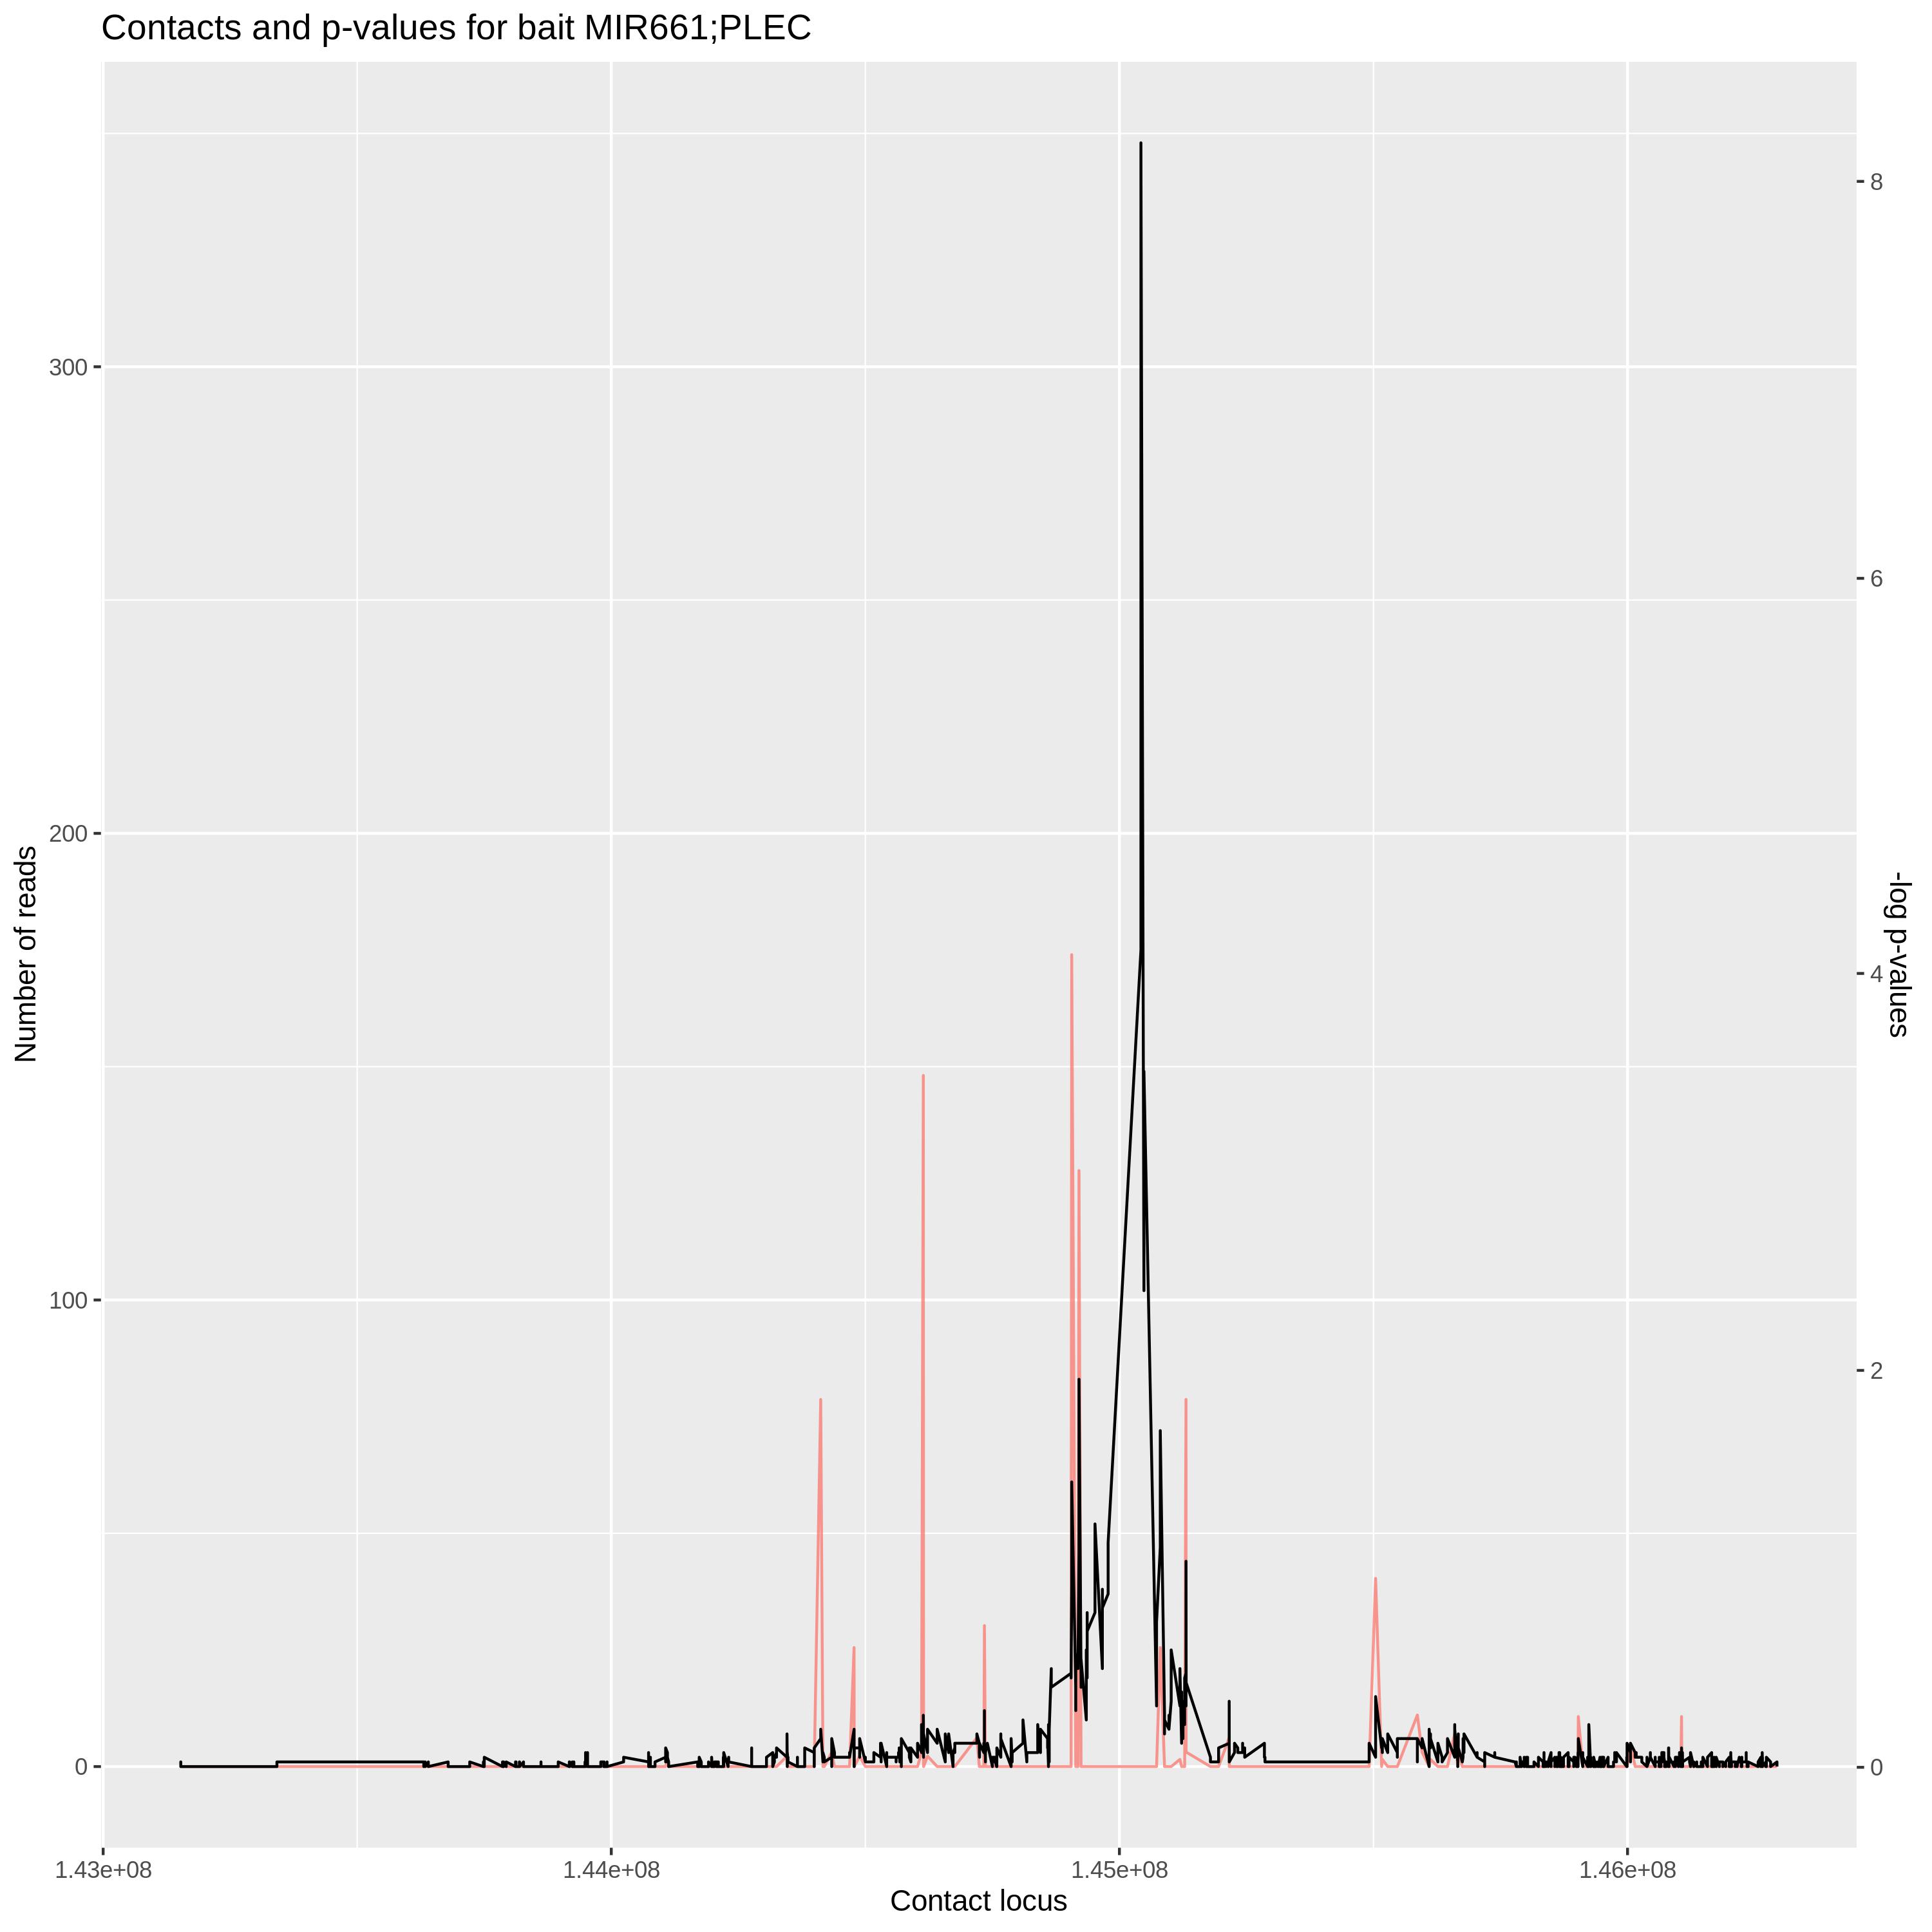 Contacts and p-values for bait MIR661;PLEC
Number of reads
300
200
100
0
8
6
4
2
0
-log p-values
1.43e+08
1.44e+08
1.45e+08
1.46e+08
Contact locus